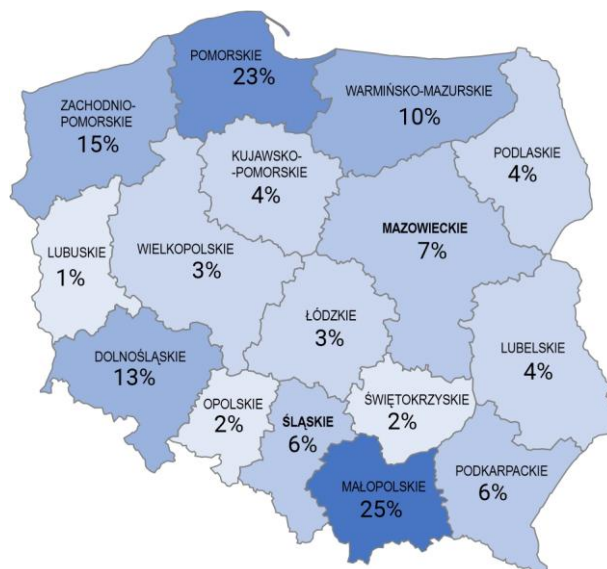 POMORSKIE
23%
ZACHODNIO-
POMORSKIE
15%
WARMIŃSKO-MAZURSKIE
10%
KUJAWSKO-
-POMORSKIE
4%
PODLASKIE
4%
MAZOWIECKIE
7%
LUBUSKIE
1%
WIELKOPOLSKIE
3%
ŁÓDZKIE
3%
LUBELSKIE
4%
DOLNOŚLĄSKIE
13%
OPOLSKIE
2%
ŚLĄSKIE
6%
ŚWIĘTOKRZYSKIE
2%
MAŁOPOLSKIE
25%
PODKARPACKIE
6%